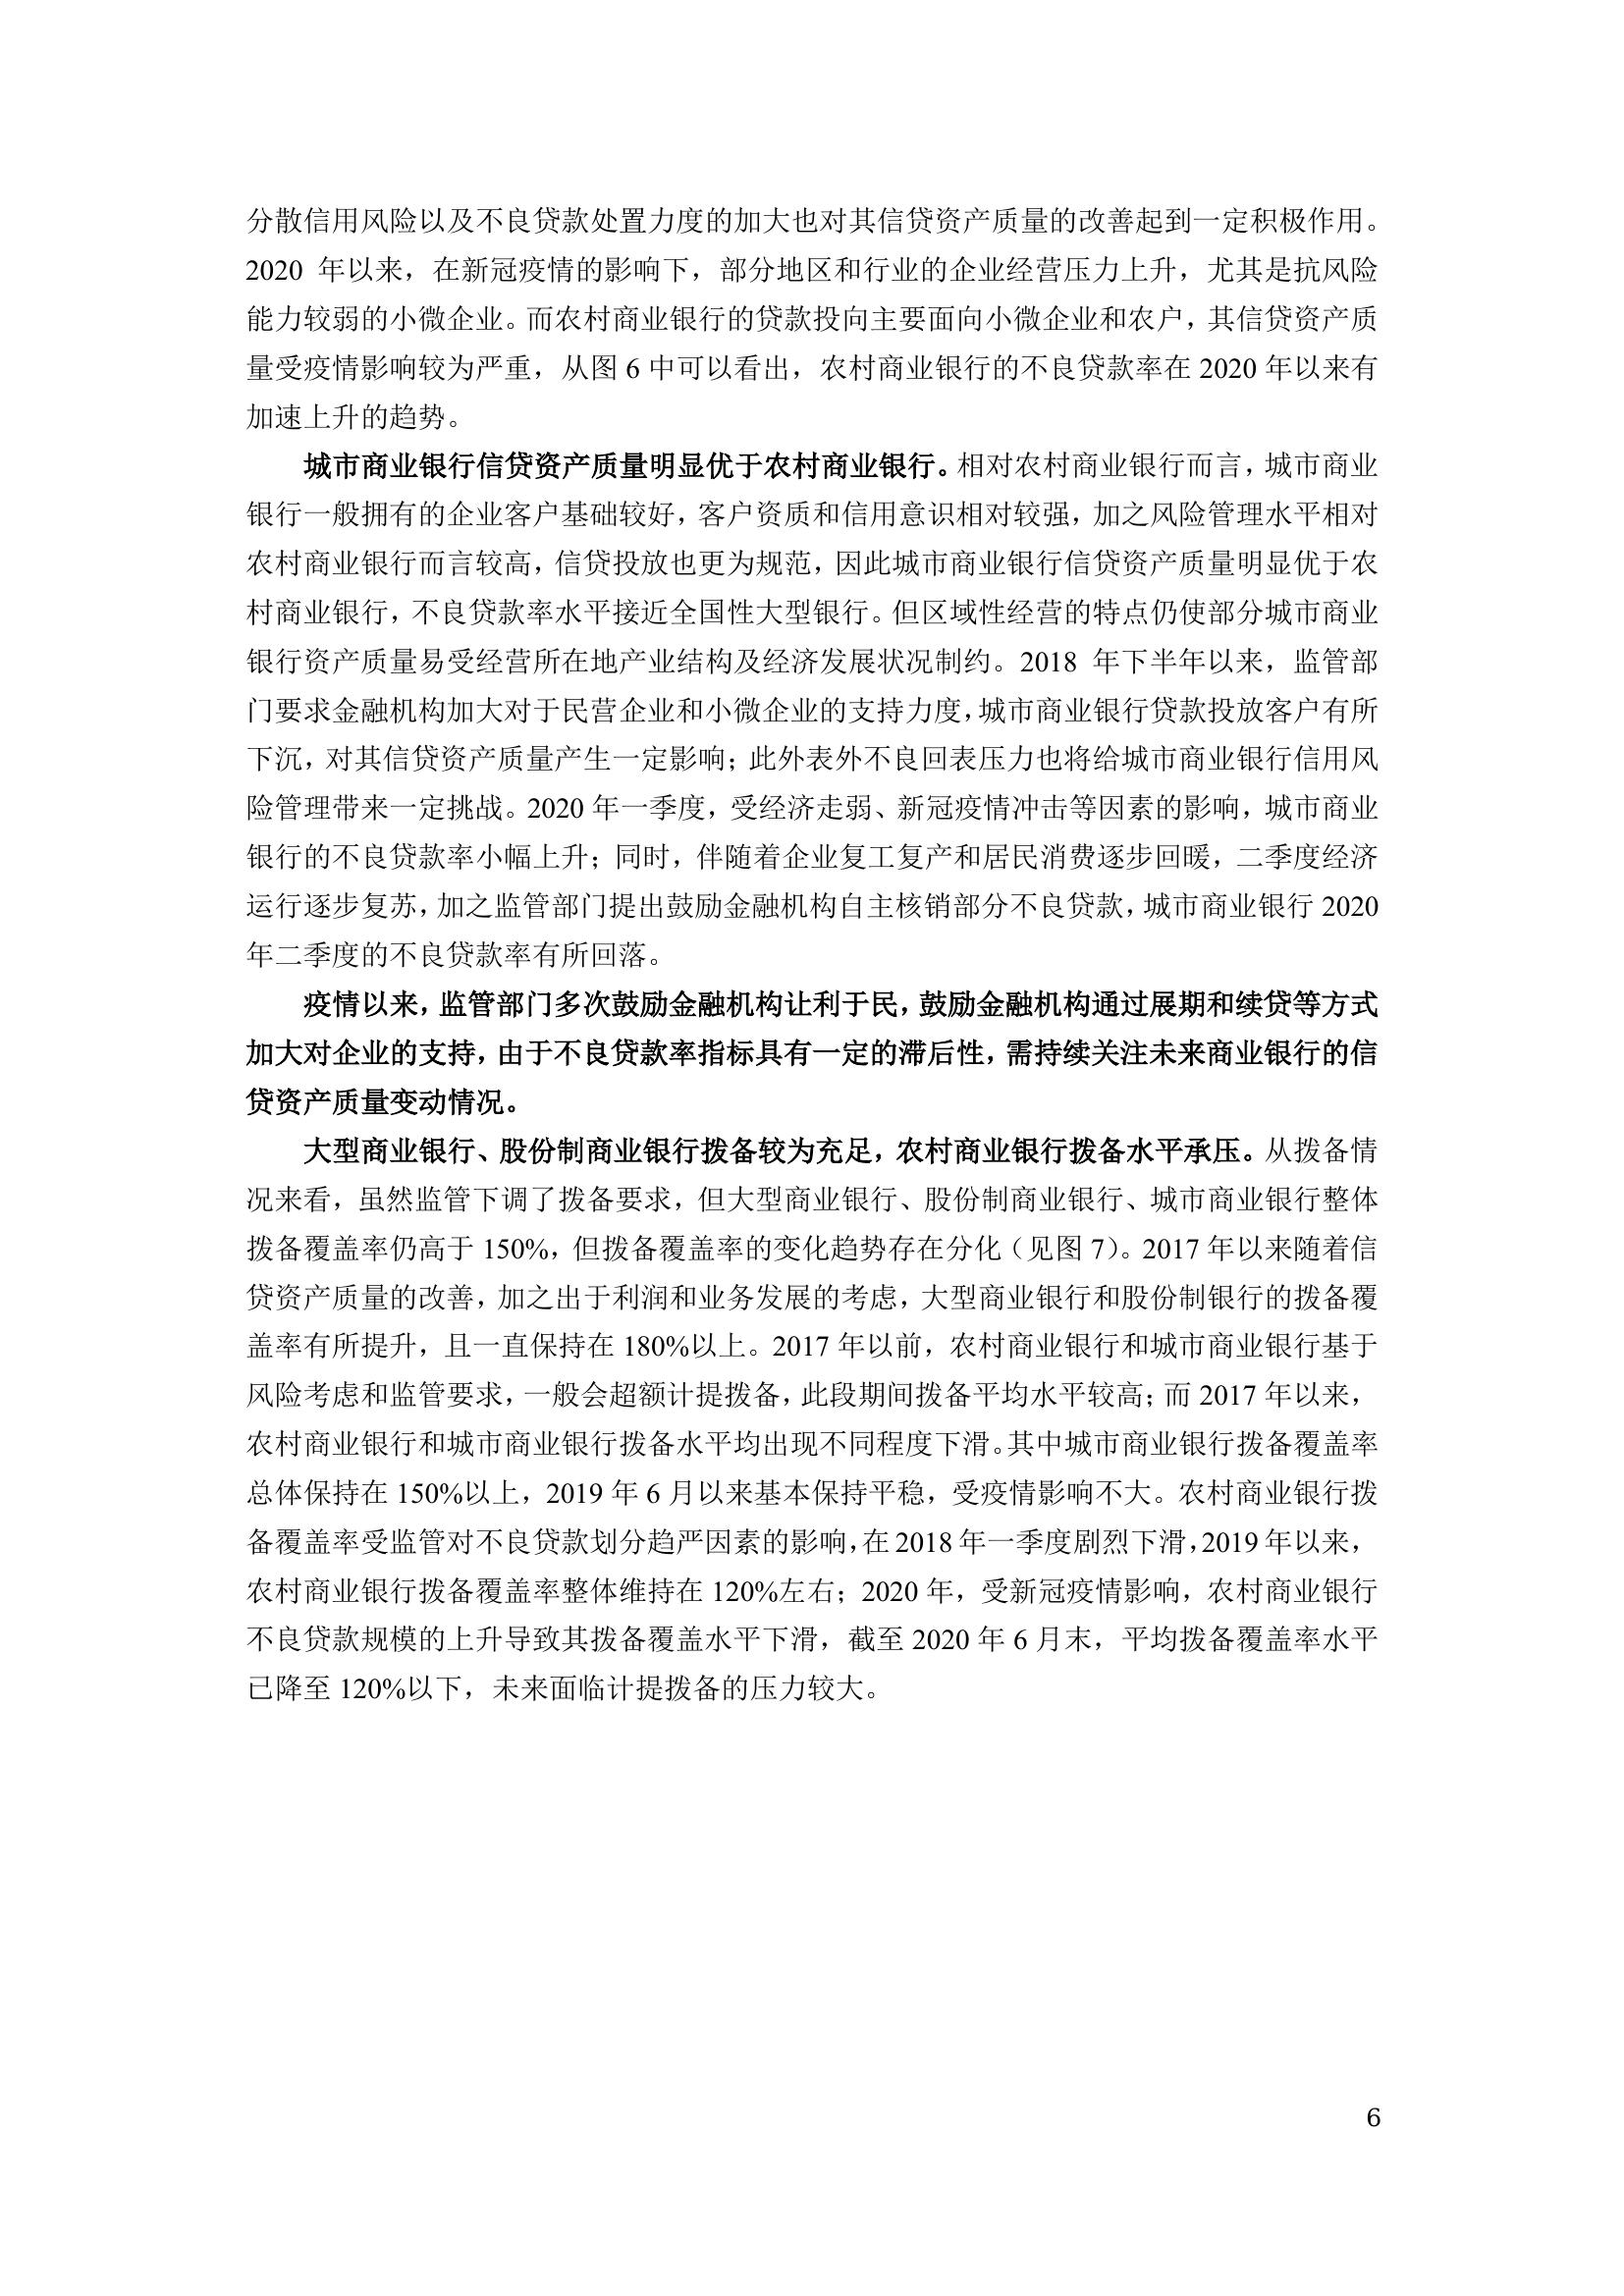 分散信用风险以及不良贷款处置力度的加大也对其信贷资产质量的改善起到一定积极作用。
2020 年以来，在新冠疫情的影响下，部分地区和行业的企业经营压力上升，尤其是抗风险
能力较弱的小微企业。而农村商业银行的贷款投向主要面向小微企业和农户，其信贷资产质
量受疫情影响较为严重，从图 6 中可以看出，农村商业银行的不良贷款率在 2020 年以来有
加速上升的趋势。
城市商业银行信贷资产质量明显优于农村商业银行。相对农村商业银行而言，城市商业
银行一般拥有的企业客户基础较好，客户资质和信用意识相对较强，加之风险管理水平相对
农村商业银行而言较高，信贷投放也更为规范，因此城市商业银行信贷资产质量明显优于农
村商业银行，不良贷款率水平接近全国性大型银行。但区域性经营的特点仍使部分城市商业
银行资产质量易受经营所在地产业结构及经济发展状况制约。2018 年下半年以来，监管部
门要求金融机构加大对于民营企业和小微企业的支持力度，城市商业银行贷款投放客户有所
下沉，对其信贷资产质量产生一定影响；此外表外不良回表压力也将给城市商业银行信用风
险管理带来一定挑战。2020 年一季度，受经济走弱、新冠疫情冲击等因素的影响，城市商业
银行的不良贷款率小幅上升；同时，伴随着企业复工复产和居民消费逐步回暖，二季度经济
运行逐步复苏，加之监管部门提出鼓励金融机构自主核销部分不良贷款，城市商业银行 2020
年二季度的不良贷款率有所回落。
疫情以来，监管部门多次鼓励金融机构让利于民，鼓励金融机构通过展期和续贷等方式
加大对企业的支持，由于不良贷款率指标具有一定的滞后性，需持续关注未来商业银行的信
贷资产质量变动情况。
大型商业银行、股份制商业银行拨备较为充足，农村商业银行拨备水平承压。从拨备情
况来看，虽然监管下调了拨备要求，但大型商业银行、股份制商业银行、城市商业银行整体
拨备覆盖率仍高于 150%，但拨备覆盖率的变化趋势存在分化（见图 7）。2017 年以来随着信
贷资产质量的改善，加之出于利润和业务发展的考虑，大型商业银行和股份制银行的拨备覆
盖率有所提升，且一直保持在 180%以上。2017 年以前，农村商业银行和城市商业银行基于
风险考虑和监管要求，一般会超额计提拨备，此段期间拨备平均水平较高；而 2017 年以来，
农村商业银行和城市商业银行拨备水平均出现不同程度下滑。其中城市商业银行拨备覆盖率
总体保持在 150%以上，2019 年 6 月以来基本保持平稳，受疫情影响不大。农村商业银行拨
备覆盖率受监管对不良贷款划分趋严因素的影响，在 2018 年一季度剧烈下滑，2019 年以来，
农村商业银行拨备覆盖率整体维持在 120%左右；2020 年，受新冠疫情影响，农村商业银行
不良贷款规模的上升导致其拨备覆盖水平下滑，截至 2020 年 6 月末，平均拨备覆盖率水平
已降至 120%以下，未来面临计提拨备的压力较大。
6